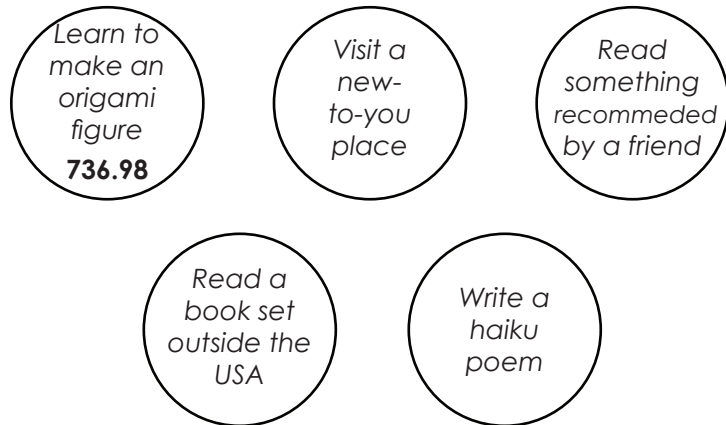 Learn to
make an
origami
figure
736.98
Visit a
new-
to-you
place
Read
something
recommeded
by a friend
Read a
book set
outside the
USA
Write a
haiku
poem